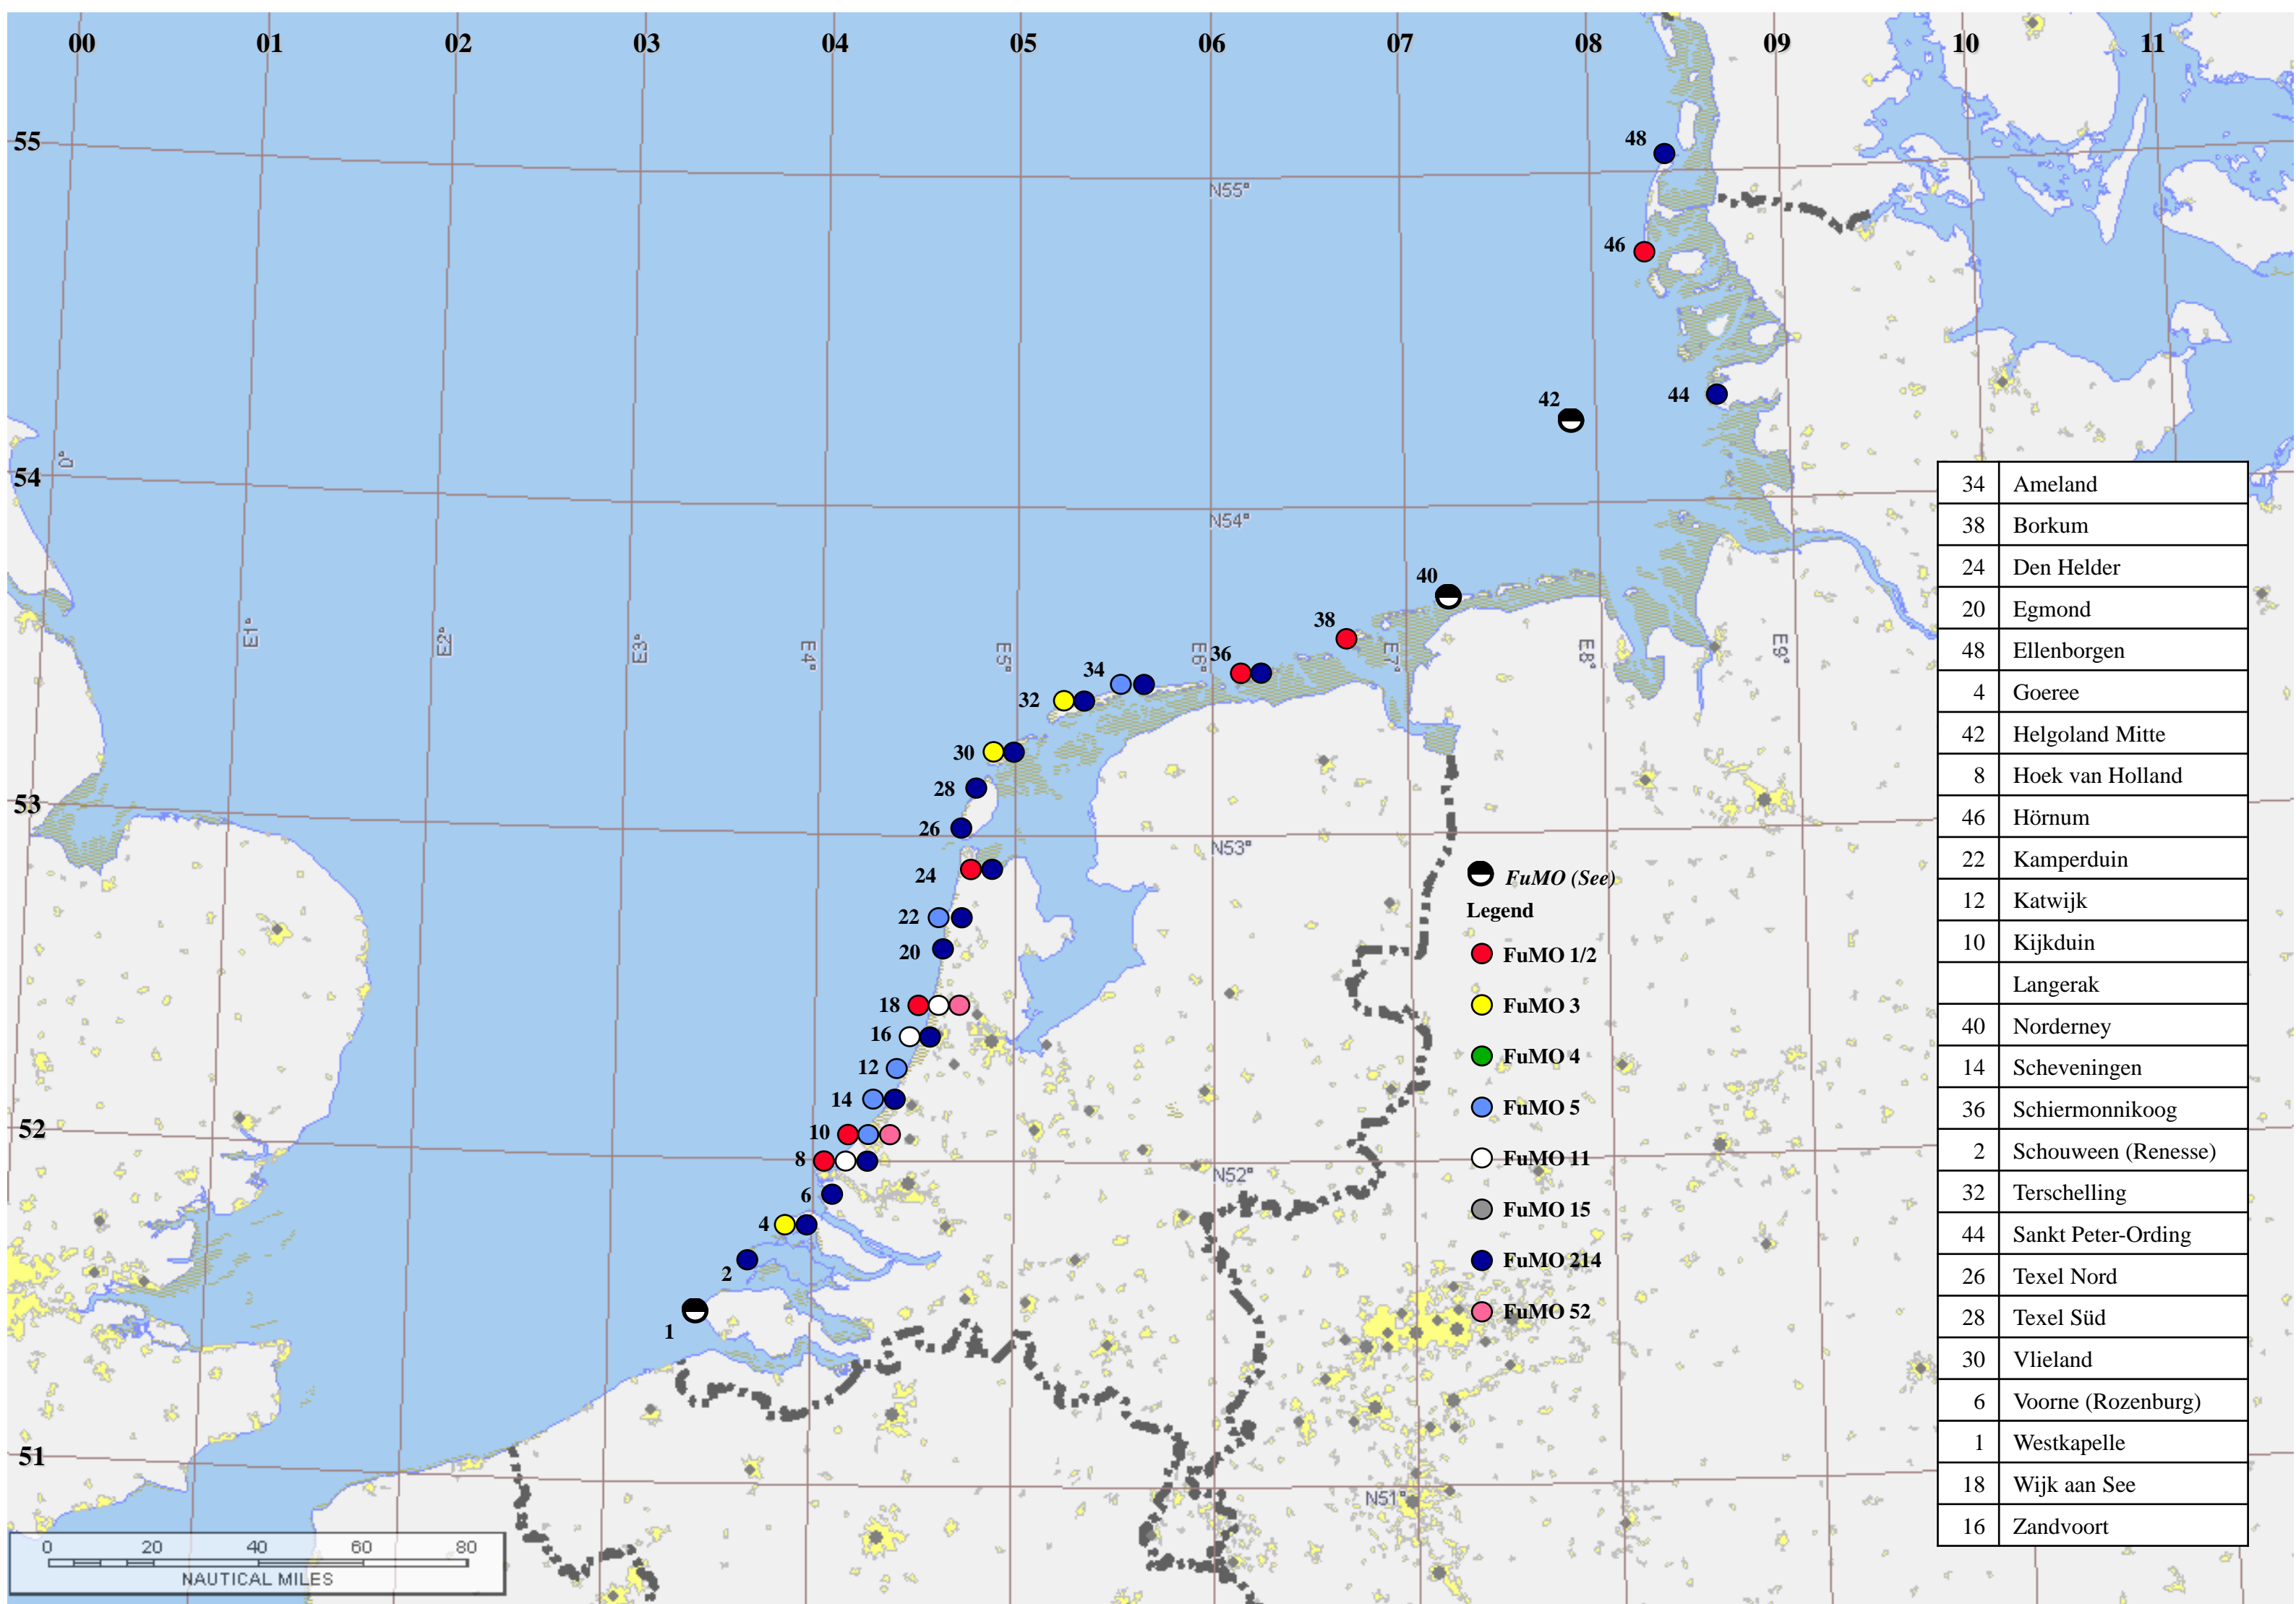 00 01 02 03 04 05 06 07 08 09 10 11
55
48
N55°
46
44
42
54
0°
N54°
40
38
E1° E2° E3° E4° E5° E6° E7° E8° E9°
36
34
32
30
28
53
26
N53°
24
22
20
18
16
12
14
52
10
8
N52°
6
4
2
1
51
N51°
FuMO (See)
Legend
FuMO 1/2
FuMO 3
FuMO 4
FuMO 5
FuMO 11
FuMO 15
FuMO 214
FuMO 52
34 Ameland
38 Borkum
24 Den Helder
20 Egmond
48 Ellenborgen
4 Goeree
42 Helgoland Mitte
8 Hoek van Holland
46 Hörnum
22 Kamperduin
12 Katwijk
10 Kijkduin
Langerak
40 Norderney
14 Scheveningen
36 Schiermonnikoog
2 Schouween (Renesse)
32 Terschelling
44 Sankt Peter-Ording
26 Texel Nord
28 Texel Süd
30 Vlieland
6 Voorne (Rozenburg)
1 Westkapelle
18 Wijk aan See
16 Zandvoort
0 20 40 60 80
NAUTICAL MILES